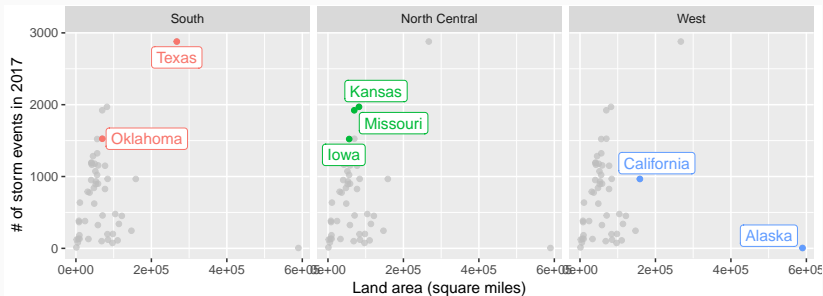 South North Central West
3000
2000
1000
0
# of storm events in 2017
Texas
Oklahoma
Kansas
Missouri
Iowa
California
Alaska
0e+00 2e+05 4e+05 6e+05 0e+00 2e+05 4e+05 6e+05 0e+00 2e+05 4e+05 6e+05
Land area (square miles)